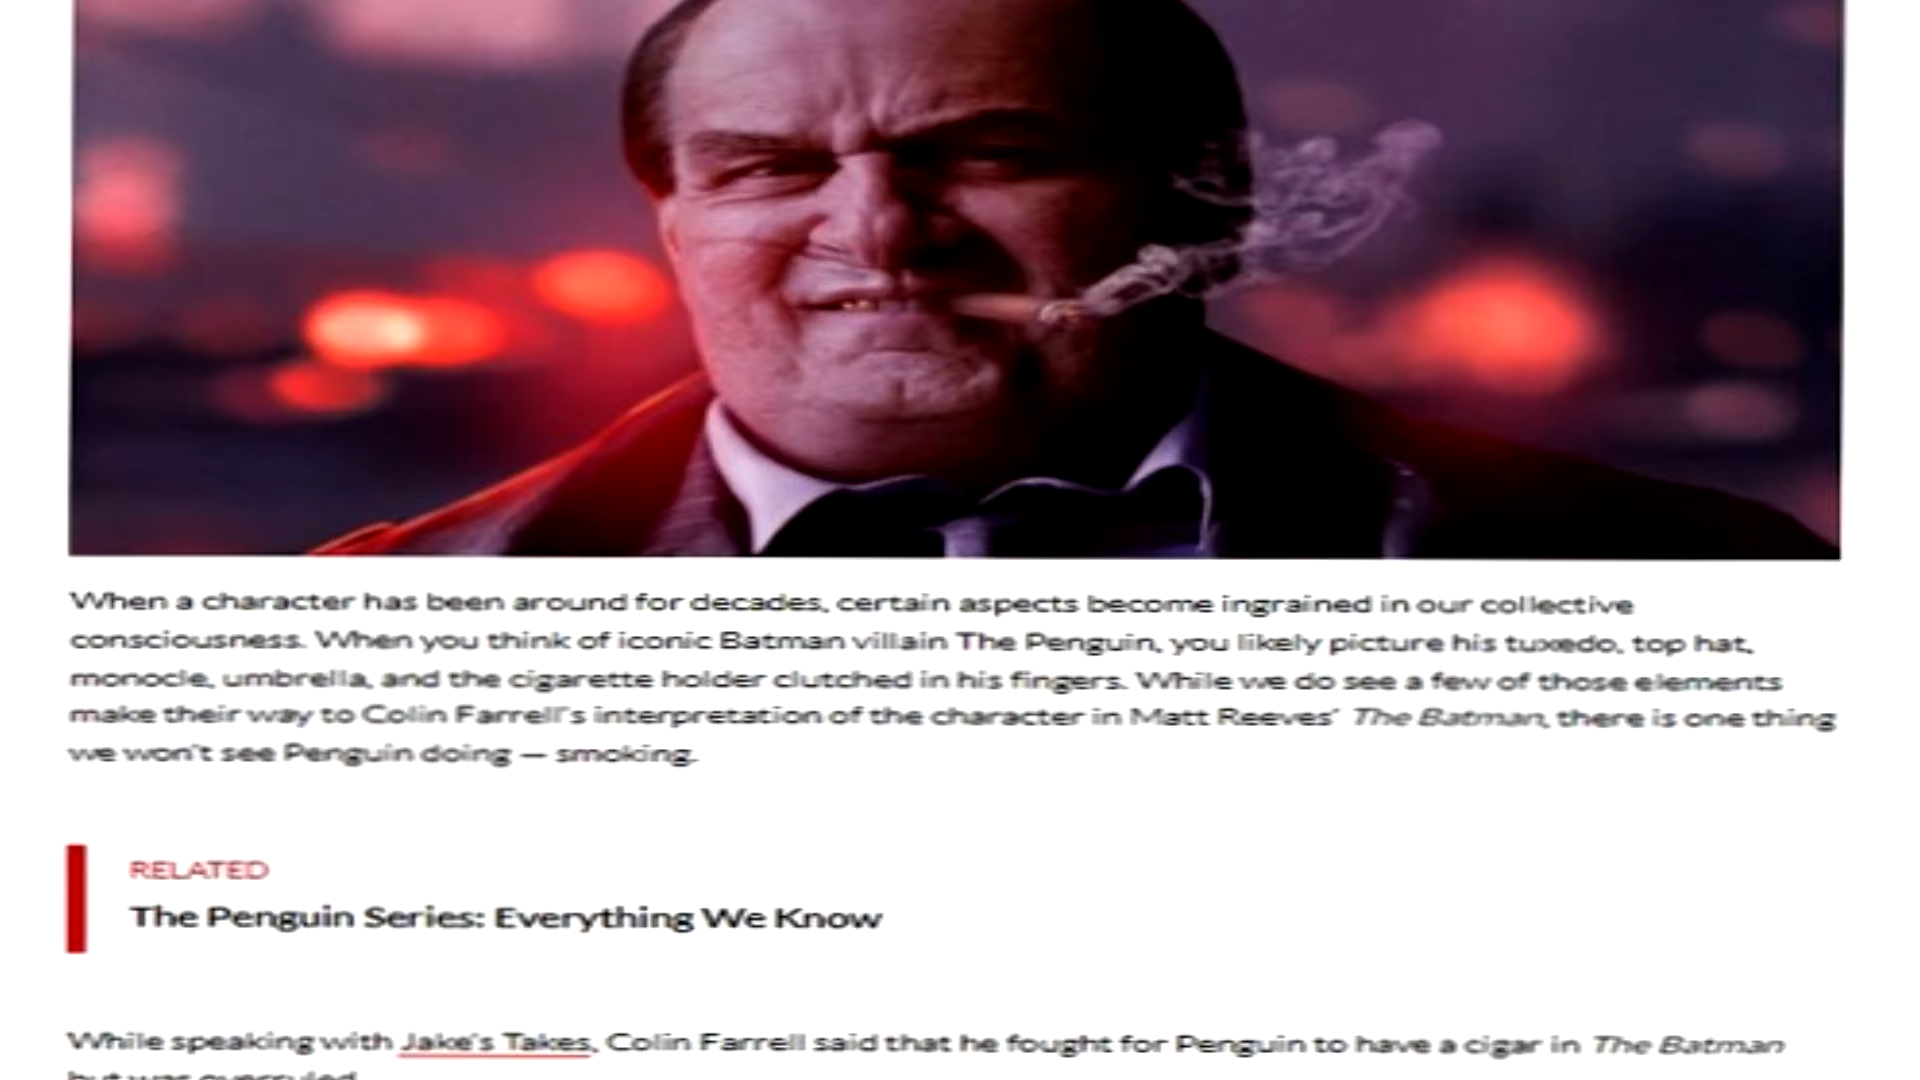 When a character has been around for decades, certain aspects become ingrained in our collective
consciousness. When you think of iconic Batman villain The Penguin, you likely picture his tuxedo, top hat,
monocle, umbrella, and the cigarette holder clutched in his fingers. While we do see a few of those elements
make their way to Colin Farrell's interpretation of the character in Matt Reeves' The Batman, there is one thing
we won't see Penguin doing — smoking.
RELATED
The Penguin Series: Everything We Know
While speaking with Jake's Takes, Colin Farrell said that he fought for Penguin to have a cigar in The Batman
but was overruled.